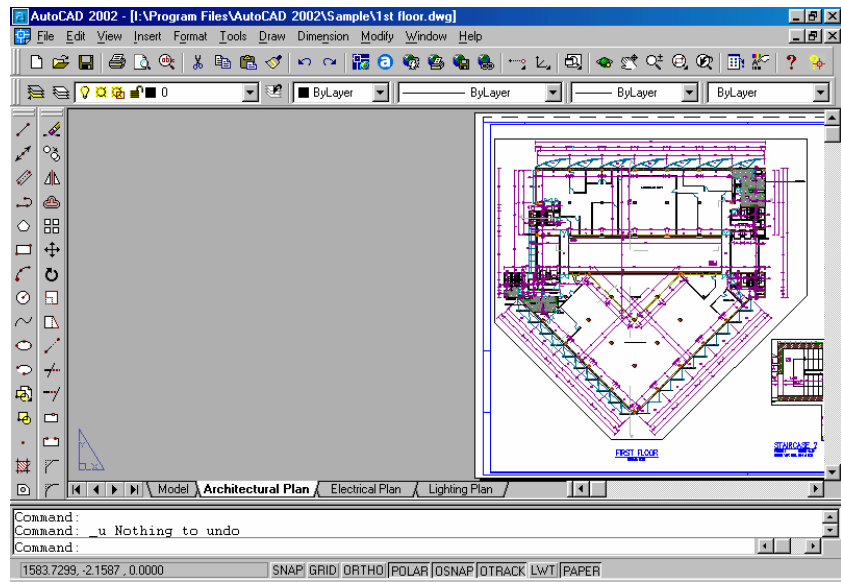 AutoCAD 2002 - [I:\Program Files\AutoCAD 2002\Sample\1st floor.dwg]
File Edit View Insert Format Tools Draw Dimension Modify Window Help
0 ByLayer ByLayer ByLayer ByLayer
FIRST FLOOR
STAIRCASE 2
Model Architectural Plan Electrical Plan Lighting Plan
Command:
Command: _u Nothing to undo
Command:
1583.7299, -2.1587 , 0.0000 SNAP GRID ORTHO POLAR OSNAP OTRACK LWT PAPER